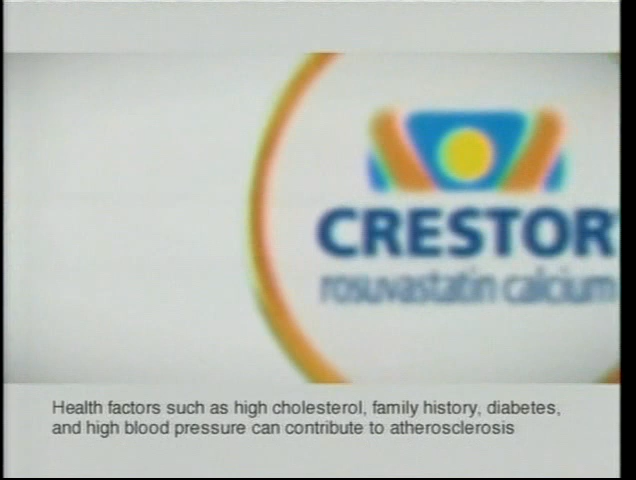 CRESTOR
rosuvastatin calcium
Health factors such as high cholesterol, family history, diabetes,
and high blood pressure can contribute to atherosclerosis